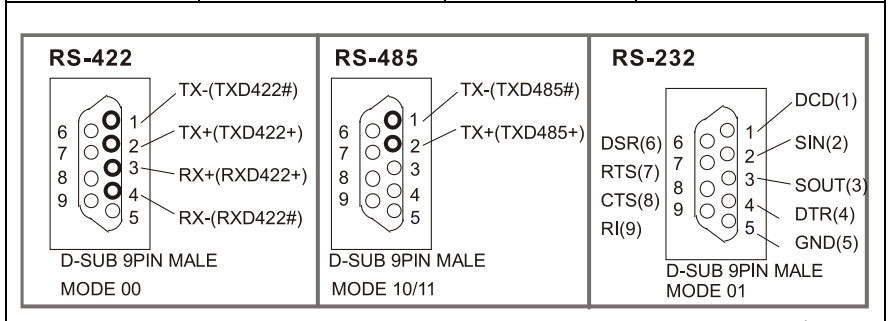 RS-422
TX-(TXD422#)
TX+(TXD422+)
RX+(RXD422+)
RX-(RXD422#)
1
2
3
4
5
6
7
8
9
D-SUB 9PIN MALE
MODE 00
RS-485
TX-(TXD485#)
TX+(TXD485+)
1
2
3
4
5
6
7
8
9
D-SUB 9PIN MALE
MODE 10/11
RS-232
DCD(1)
SIN(2)
SOUT(3)
DTR(4)
GND(5)
DSR(6)
RTS(7)
CTS(8)
RI(9)
1
2
3
4
5
6
7
8
9
D-SUB 9PIN MALE
MODE 01